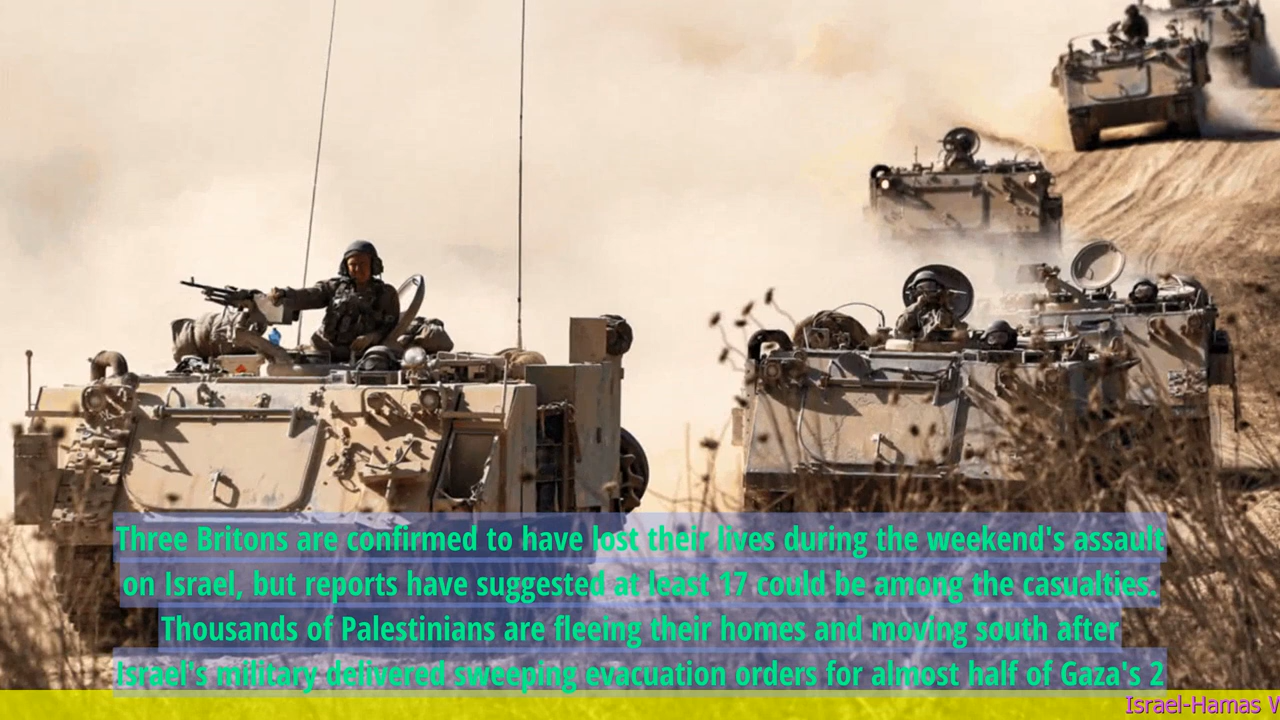 Three Britons are confirmed to have lost their lives during the weekend's assault
on Israel, but reports have suggested at least 17 could be among the casualties.
Thousands of Palestinians are fleeing their homes and moving south after
Israel's military delivered sweeping evacuation orders for almost half of Gaza's 2
Israel-Hamas